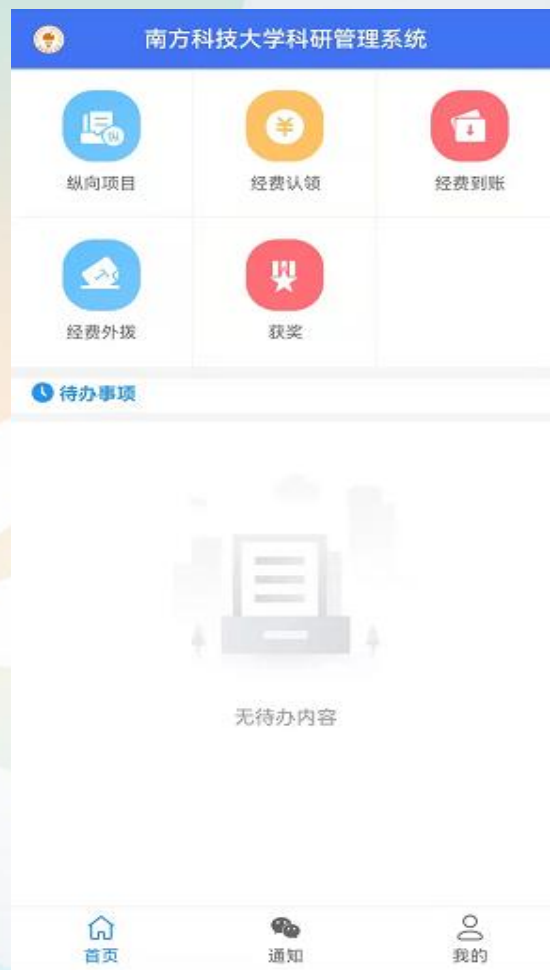 南方科技大学科研管理系统
纵向项目 经费认领 经费到账
经费外拨 获奖
待办事项
无待办内容
首页 通知 我的